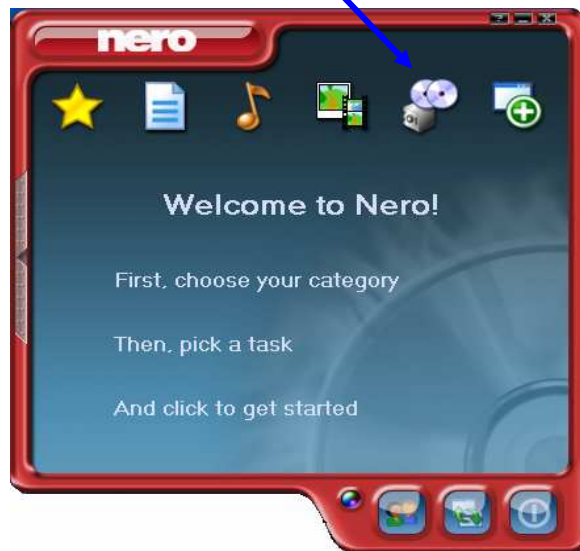 nero
Welcome to Nero!
First, choose your category
Then, pick a task
And click to get started